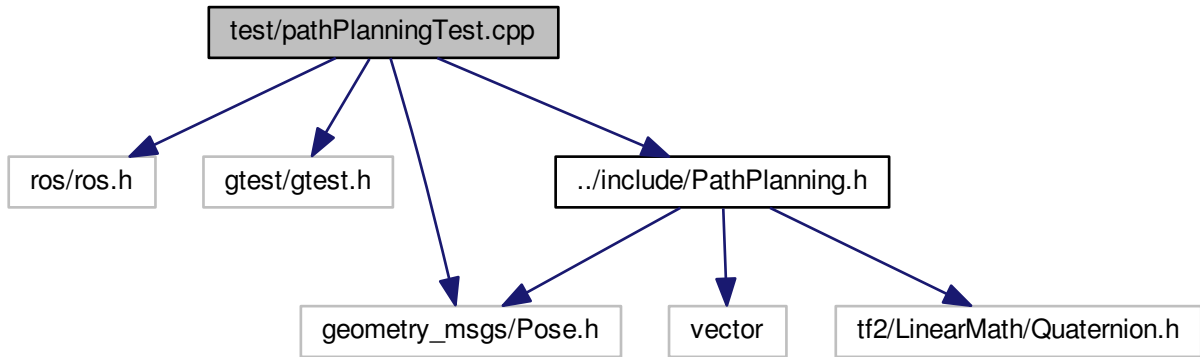 test/pathPlanningTest.cpp
ros/ros.h
gtest/gtest.h
../include/PathPlanning.h
geometry_msgs/Pose.h
vector
tf2/LinearMath/Quaternion.h